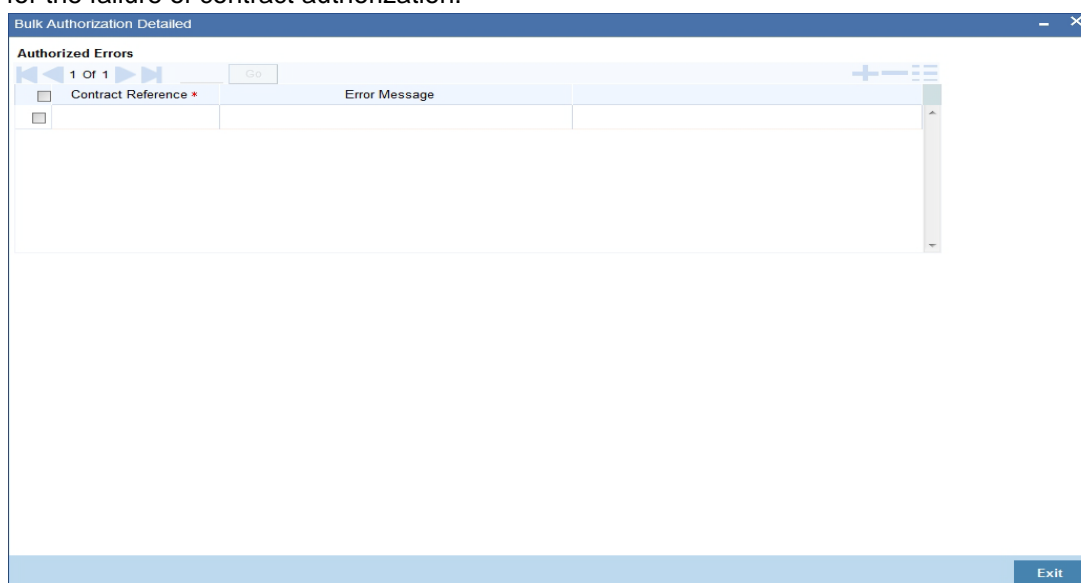 for the failure of contract authorization.
Bulk Authorization Detailed
Authorized Errors
1 Of 1 Go
Contract Reference * Error Message
Exit